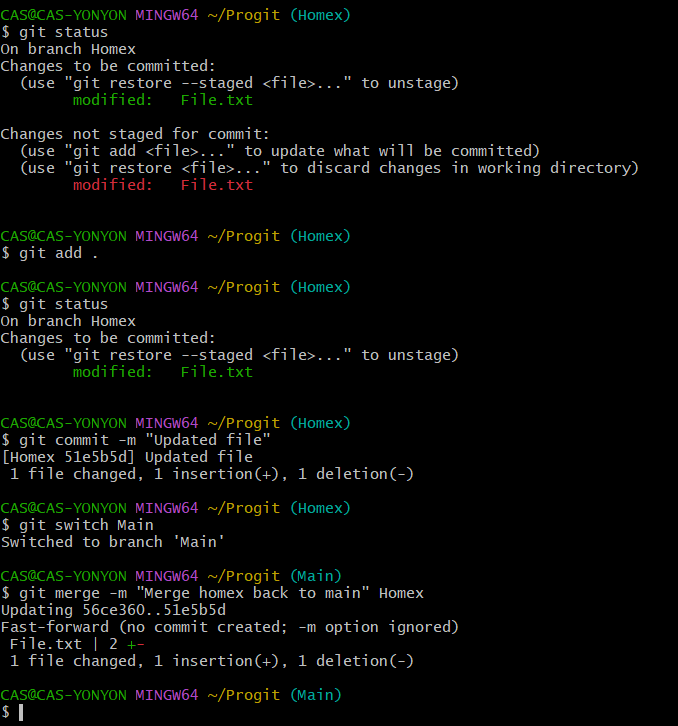 CAS@CAS-YONYON MINGW64 ~/Progit (Homex)
$ git status
On branch Homex
Changes to be committed:
  (use "git restore --staged <file>..." to unstage)
        modified:   File.txt

Changes not staged for commit:
  (use "git add <file>..." to update what will be committed)
  (use "git restore <file>..." to discard changes in working directory)
        modified:   File.txt


CAS@CAS-YONYON MINGW64 ~/Progit (Homex)
$ git add .

CAS@CAS-YONYON MINGW64 ~/Progit (Homex)
$ git status
On branch Homex
Changes to be committed:
  (use "git restore --staged <file>..." to unstage)
        modified:   File.txt


CAS@CAS-YONYON MINGW64 ~/Progit (Homex)
$ git commit -m "Updated file"
[Homex 51e5b5d] Updated file
 1 file changed, 1 insertion(+), 1 deletion(-)

CAS@CAS-YONYON MINGW64 ~/Progit (Homex)
$ git switch Main
Switched to branch 'Main'

CAS@CAS-YONYON MINGW64 ~/Progit (Main)
$ git merge -m "Merge homex back to main" Homex
Updating 56ce360..51e5b5d
Fast-forward (no commit created; -m option ignored)
 File.txt | 2 +-
 1 file changed, 1 insertion(+), 1 deletion(-)

CAS@CAS-YONYON MINGW64 ~/Progit (Main)
$